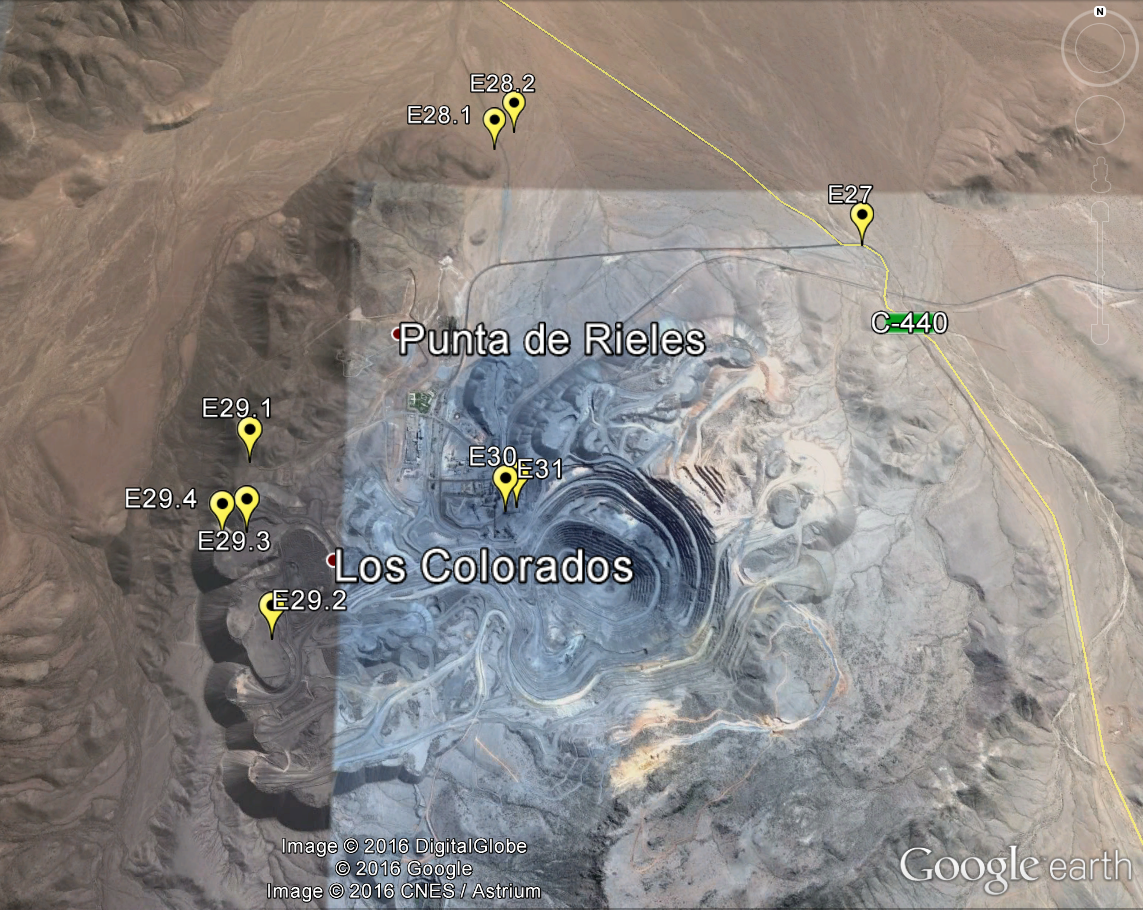 N
E28.2
E28.1
E27
C-440
Punta de Rieles
E29.1
E30
E31
E29.4
E29.3
Los Colorados
E29.2
Image © 2016 DigitalGlobe
© 2016 Google
Image © 2016 CNES / Astrium
Google earth